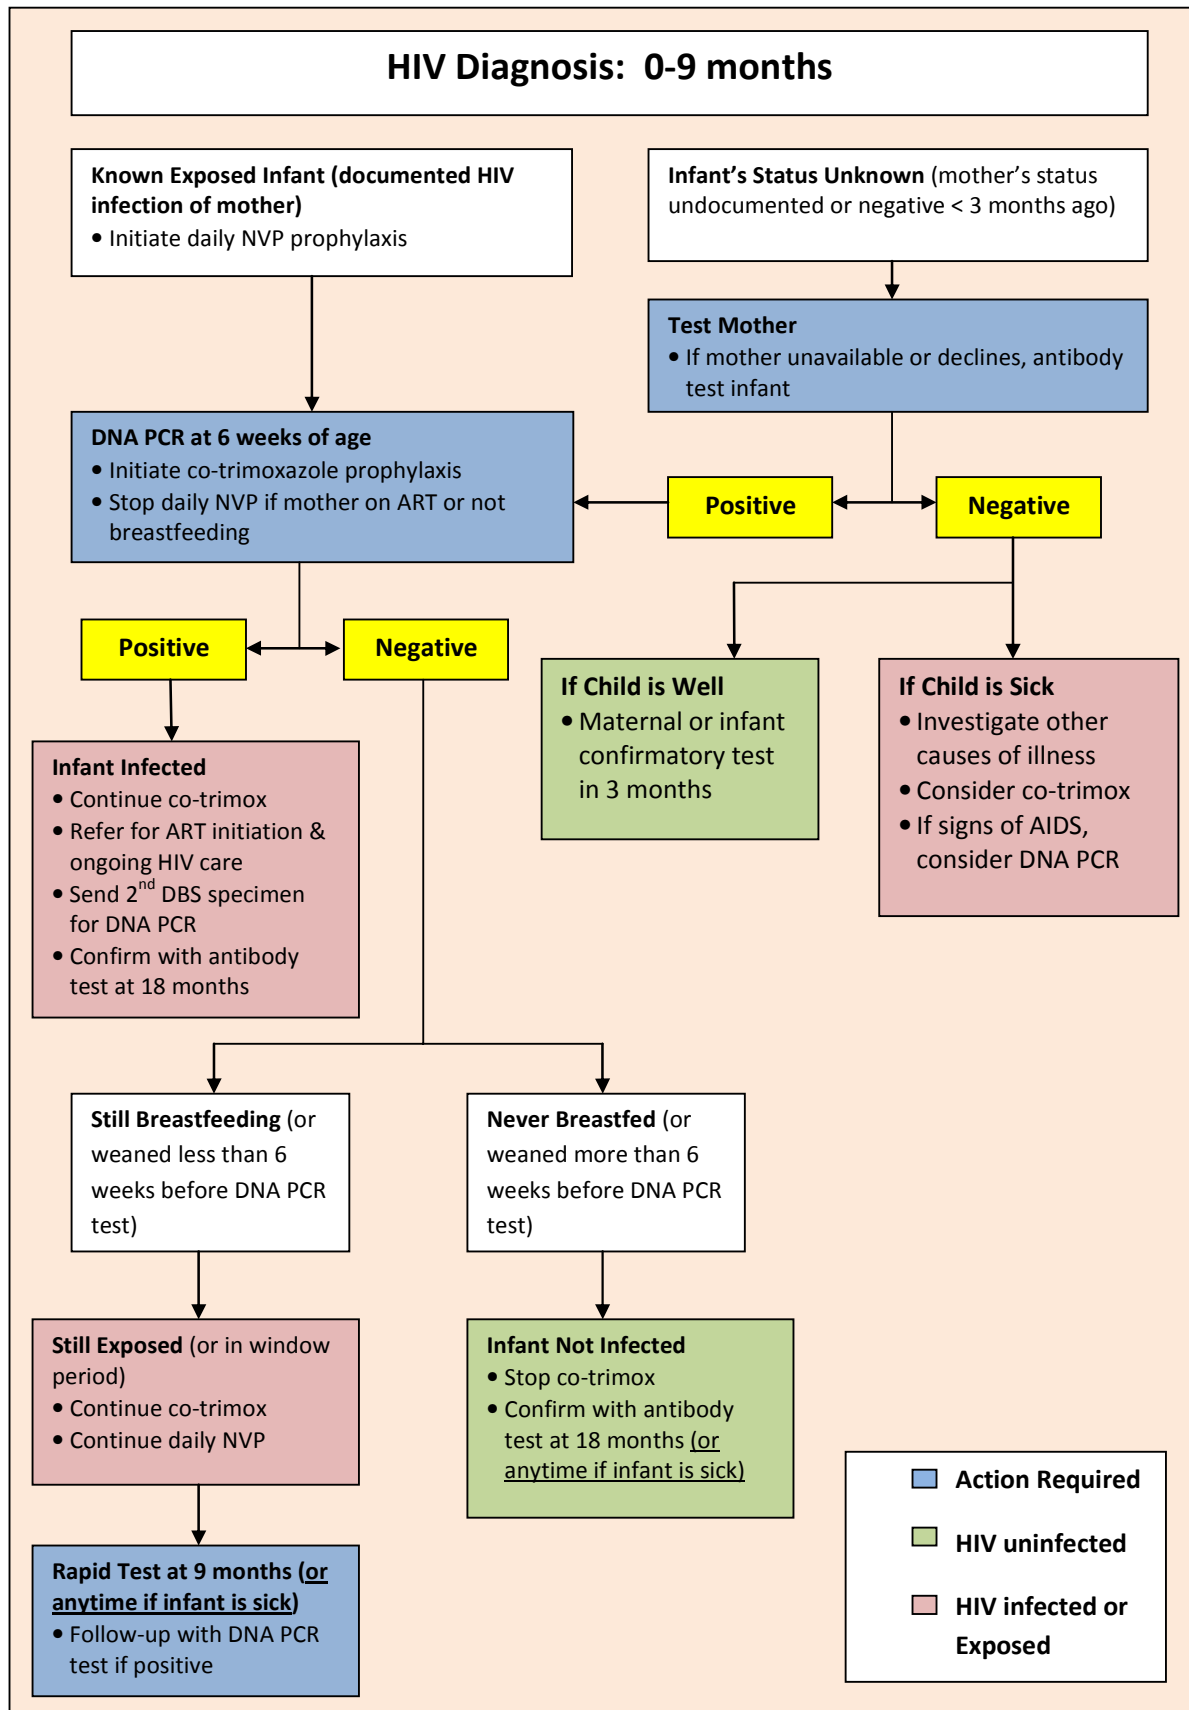 HIV Diagnosis:  0-9 months
Known Exposed Infant (documented HIV
infection of mother)
• Initiate daily NVP prophylaxis
Infant’s Status Unknown (mother’s status
undocumented or negative < 3 months ago)
Test Mother
• If mother unavailable or declines, antibody
test infant
DNA PCR at 6 weeks of age
• Initiate co-trimoxazole prophylaxis
• Stop daily NVP if mother on ART or not
breastfeeding
Positive
Negative
Positive
Negative
If Child is Well
• Maternal or infant
confirmatory test
in 3 months
If Child is Sick
• Investigate other
causes of illness
• Consider co-trimox
• If signs of AIDS,
consider DNA PCR
Infant Infected
• Continue co-trimox
• Refer for ART initiation &
ongoing HIV care
• Send 2nd DBS specimen
for DNA PCR
• Confirm with antibody
test at 18 months
Still Breastfeeding (or
weaned less than 6
weeks before DNA PCR
test)
Never Breastfed (or
weaned more than 6
weeks before DNA PCR
test)
Still Exposed (or in window
period)
• Continue co-trimox
• Continue daily NVP
Infant Not Infected
• Stop co-trimox
• Confirm with antibody
test at 18 months (or
anytime if infant is sick)
Rapid Test at 9 months (or
anytime if infant is sick)
• Follow-up with DNA PCR
test if positive
Action Required
HIV uninfected
HIV infected or
Exposed